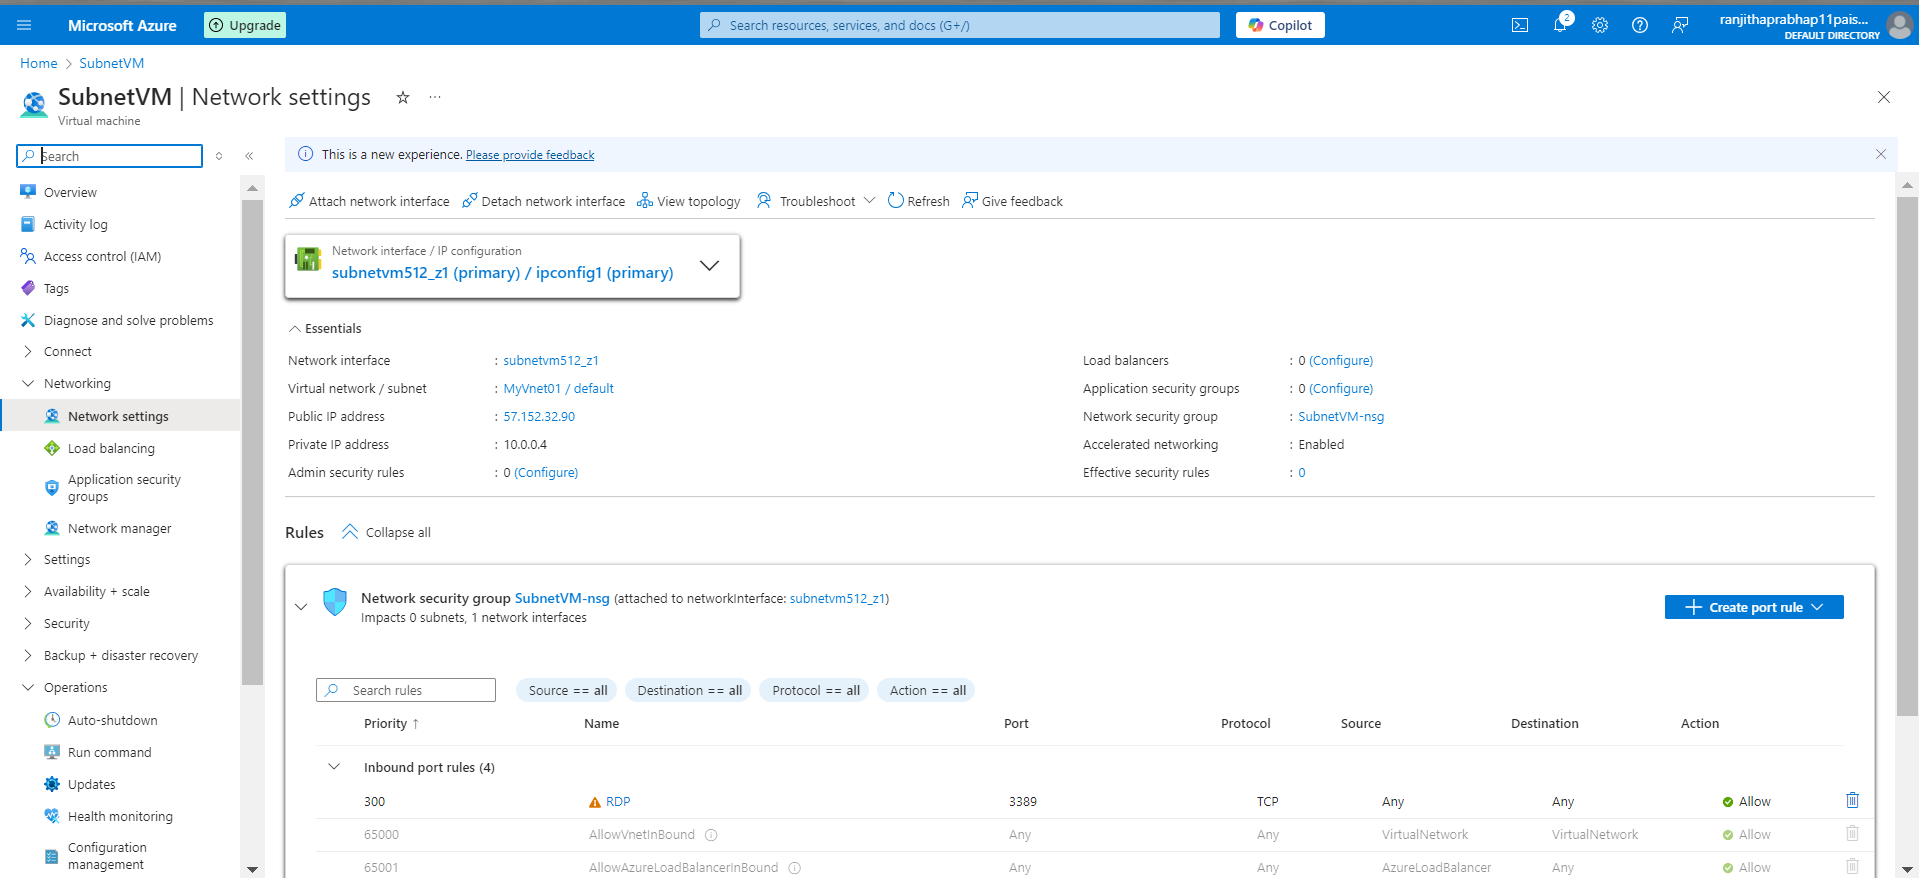 Microsoft Azure
Upgrade
Search resources, services, and docs (G+/)
Copilot
2
ranjithaprabhap11pais...
DEFAULT DIRECTORY
Home > SubnetVM
SubnetVM | Network settings
Virtual machine
Search
This is a new experience. Please provide feedback
Overview
Activity log
Access control (IAM)
Tags
Diagnose and solve problems
Connect
Networking
Network settings
Load balancing
Application security
groups
Network manager
Settings
Availability + scale
Security
Backup + disaster recovery
Operations
Auto-shutdown
Run command
Updates
Health monitoring
Configuration
management
Attach network interface Detach network interface View topology Troubleshoot Refresh Give feedback
Network interface / IP configuration
subnetvm512_z1 (primary) / ipconfig1 (primary)
Essentials
Network interface : subnetvm512_z1
Virtual network / subnet : MyVnet01 / default
Public IP address : 57.152.32.90
Private IP address : 10.0.0.4
Admin security rules : 0 (Configure)
Load balancers : 0 (Configure)
Application security groups : 0 (Configure)
Network security group : SubnetVM-nsg
Accelerated networking : Enabled
Effective security rules : 0
Rules Collapse all
Network security group SubnetVM-nsg (attached to networkInterface: subnetvm512_z1)
Impacts 0 subnets, 1 network interfaces
Create port rule
Search rules Source == all Destination == all Protocol == all Action == all
Priority ↑ Name Port Protocol Source Destination Action
Inbound port rules (4)
300 RDP 3389 TCP Any Any Allow
65000 AllowVnetInBound Any Any VirtualNetwork VirtualNetwork Allow
65001 AllowAzureLoadBalancerInBound Any Any AzureLoadBalancer Any Allow